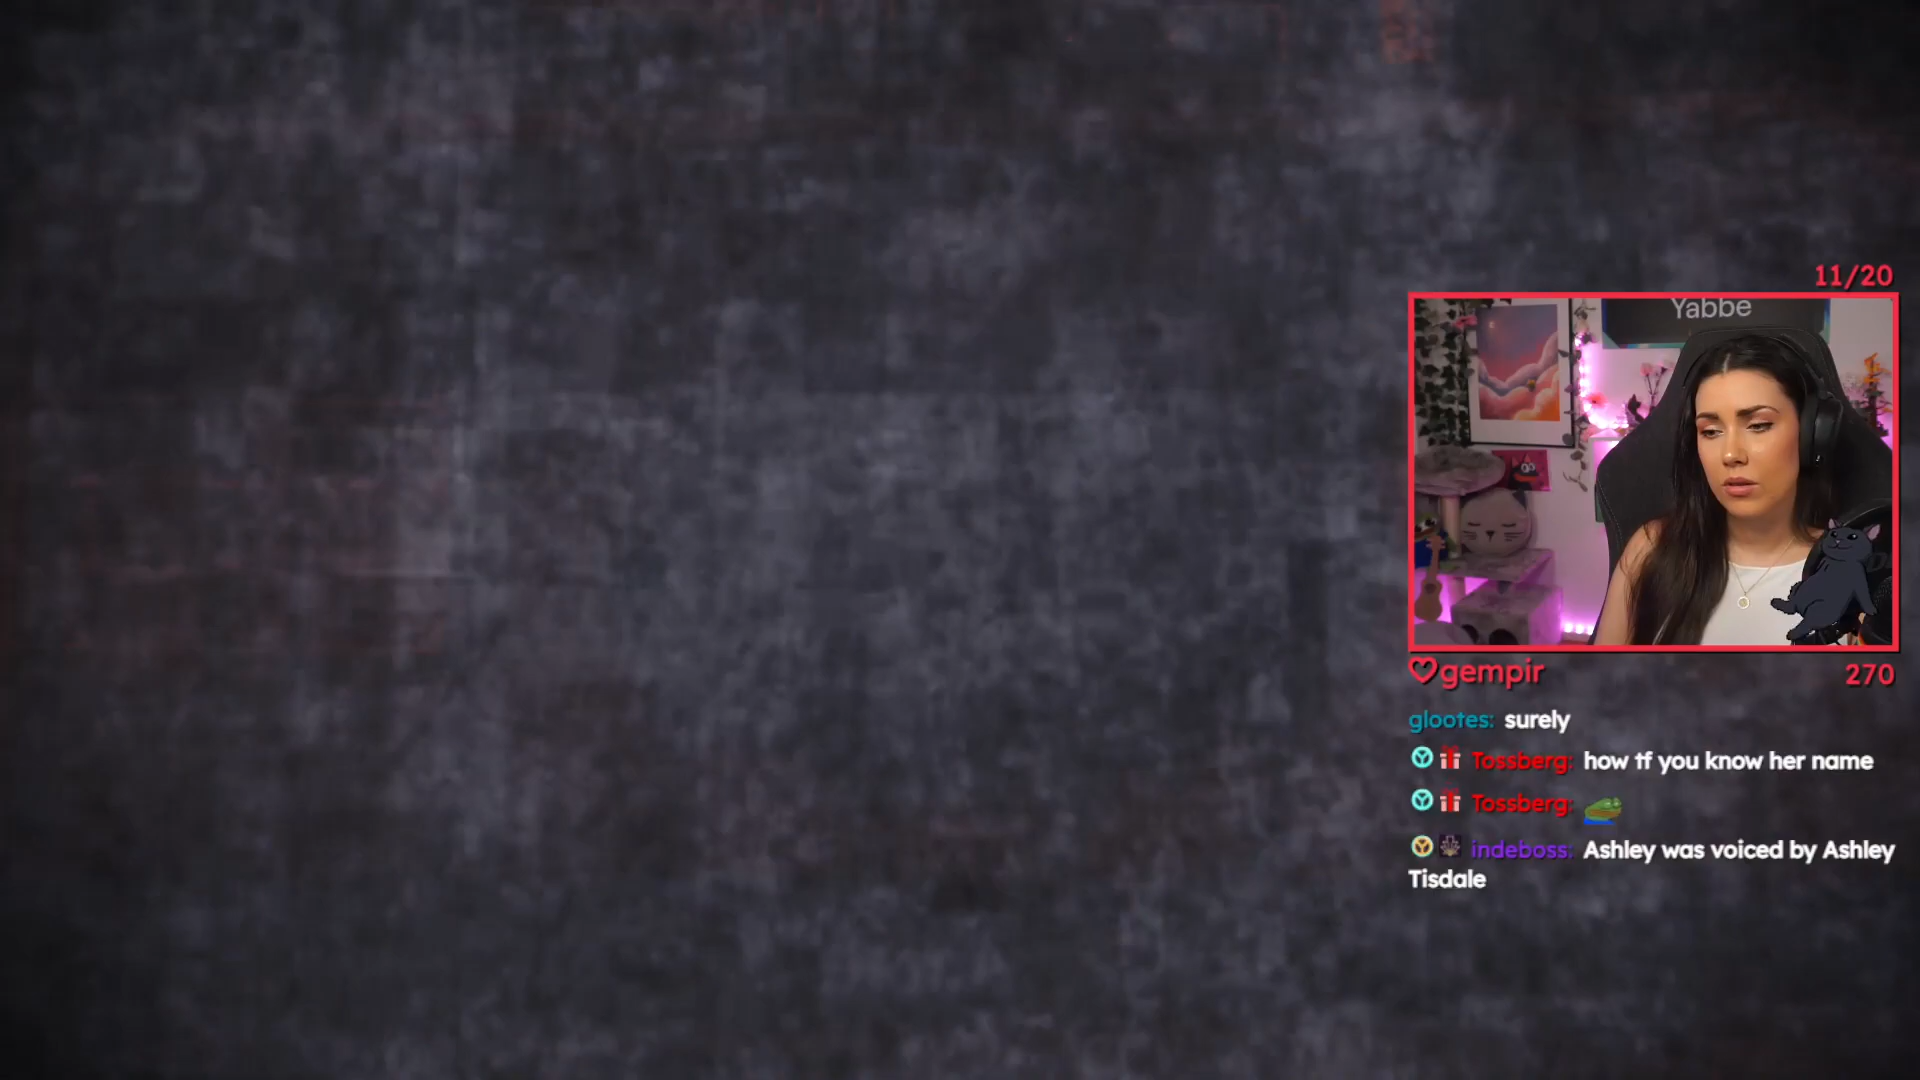 11/20
Yabbe
gempir
270
glootes: surely
Tossberg: how tf you know her name
Tossberg:
indeboss: Ashley was voiced by Ashley
Tisdale